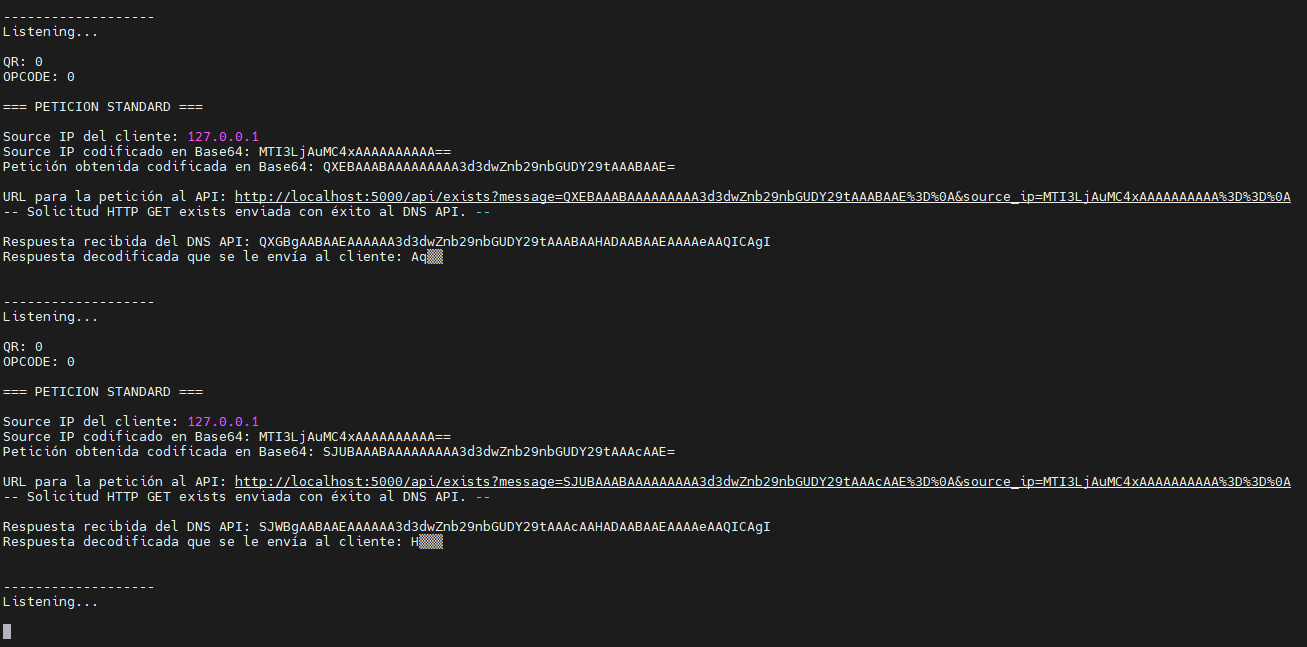 -------------------
Listening...
QR: 0
OPCODE: 0
=== PETICION STANDARD ===
Source IP del cliente: 127.0.0.1
Source IP codificado en Base64: MTI3LjAuMC4xAAAAAAAAAA==
Petición obtenida codificada en Base64: QXEBAAABAAAAAAAAA3d3dwZnb29nbGUDY29tAAABAAE=
URL para la petición al API: http://localhost:5000/api/exists?message=QXEBAAABAAAAAAAAA3d3dwZnb29nbGUDY29tAAABAAE%3D%0A&source_ip=MTI3LjAuMC4xAAAAAAAAAA%3D%3D%0A
-- Solicitud HTTP GET exists enviada con éxito al DNS API. --
Respuesta recibida del DNS API: QXGBgAABAAEAAAAAA3d3dwZnb29nbGUDY29tAAABAAHADAABAAEAAAAeAAQICAgI
Respuesta decodificada que se le envía al cliente: Aq▒▒
-------------------
Listening...
QR: 0
OPCODE: 0
=== PETICION STANDARD ===
Source IP del cliente: 127.0.0.1
Source IP codificado en Base64: MTI3LjAuMC4xAAAAAAAAAA==
Petición obtenida codificada en Base64: SJUBAAABAAAAAAAAA3d3dwZnb29nbGUDY29tAAAcAAE=
URL para la petición al API: http://localhost:5000/api/exists?message=SJUBAAABAAAAAAAAA3d3dwZnb29nbGUDY29tAAAcAAE%3D%0A&source_ip=MTI3LjAuMC4xAAAAAAAAAA%3D%3D%0A
-- Solicitud HTTP GET exists enviada con éxito al DNS API. --
Respuesta recibida del DNS API: SJWBgAABAAEAAAAAA3d3dwZnb29nbGUDY29tAAAcAAHADAABAAEAAAAeAAQICAgI
Respuesta decodificada que se le envía al cliente: H▒▒▒
-------------------
Listening...